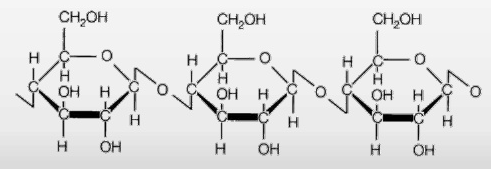 CH₂OH CH₂OH CH₂OH
H C O H C O H C O
H H H
C C O C C O C C O
OH H OH H OH H
C C H C C H C C H
H OH H OH H OH